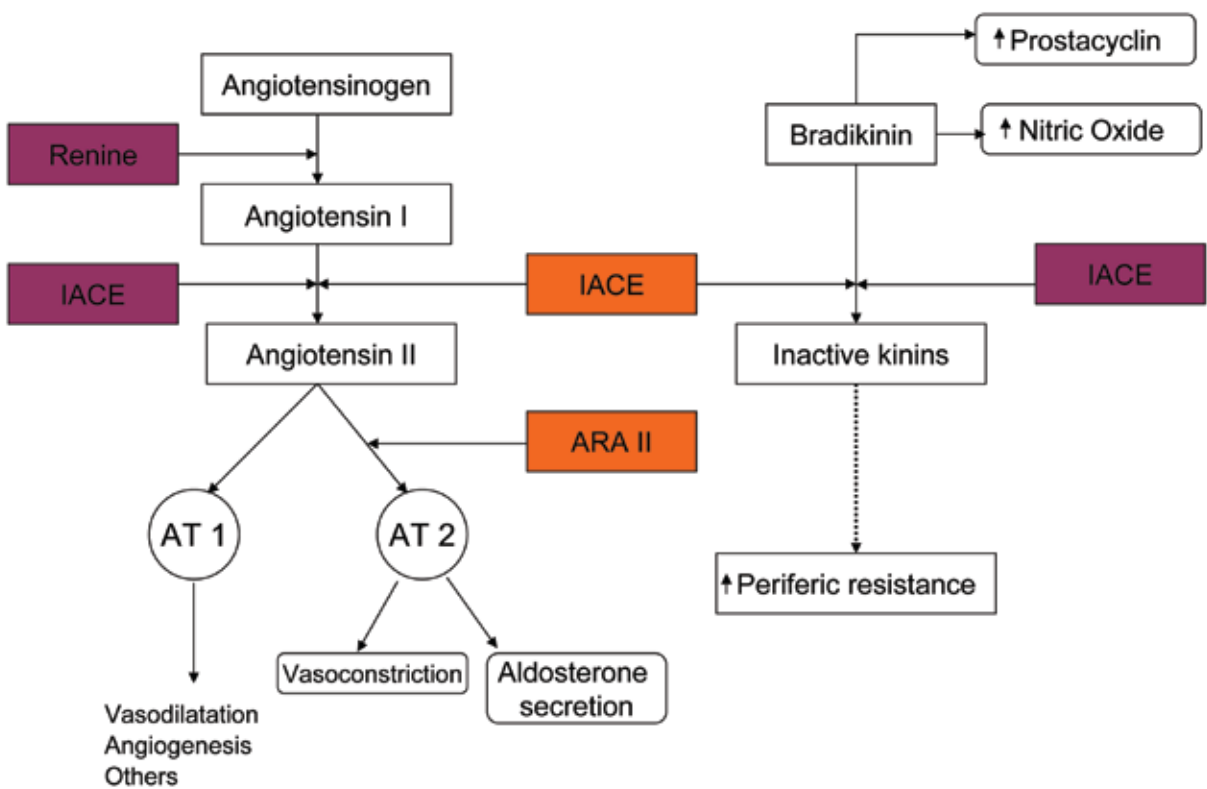 ↑Prostacyclin
Angiotensinogen
Bradikinin
↑ Nitric Oxide
Renine
Angiotensin I
IACE
IACE
IACE
Angiotensin II
Inactive kinins
ARA II
AT 1
AT 2
↑Periferic resistance
Vasoconstriction
Aldosterone
secretion
Vasodilatation
Angiogenesis
Others